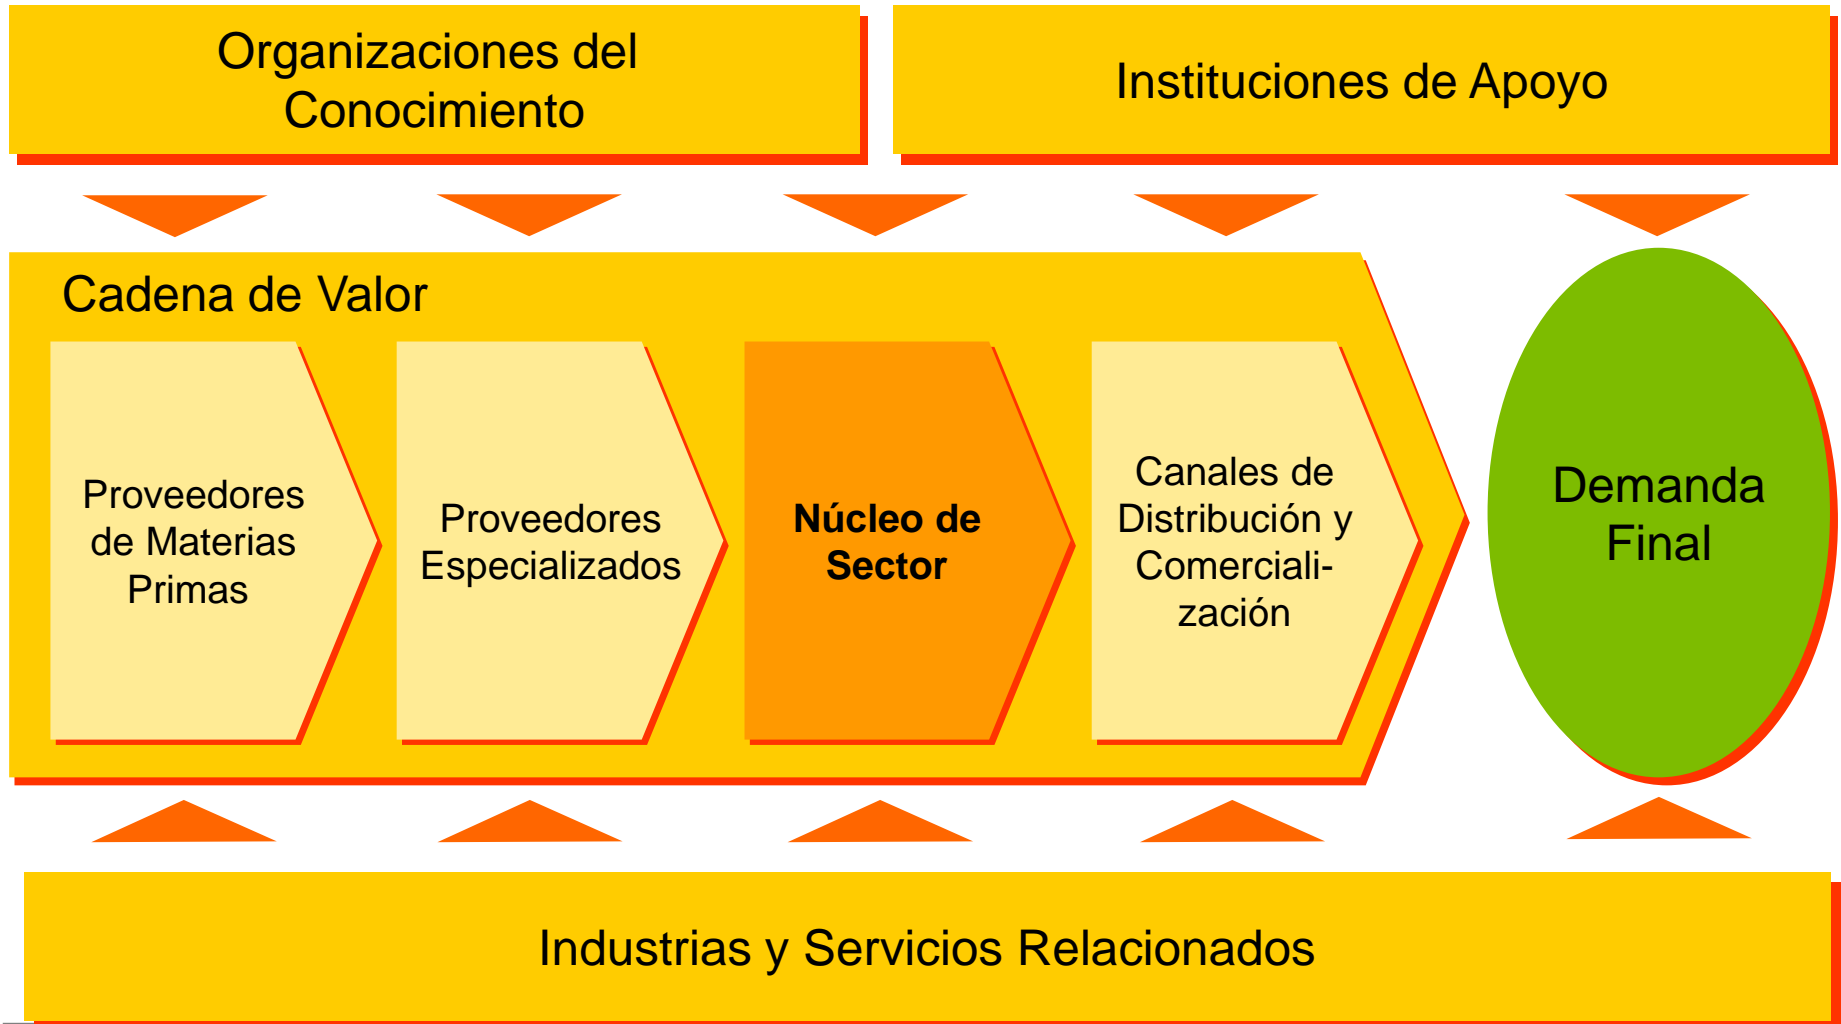 Organizaciones del
Conocimiento
Instituciones de Apoyo
Cadena de Valor
Proveedores
de Materias
Primas
Proveedores
Especializados
Núcleo de
Sector
Canales de
Distribución y
Comerciali-
zación
Demanda
Final
Industrias y Servicios Relacionados